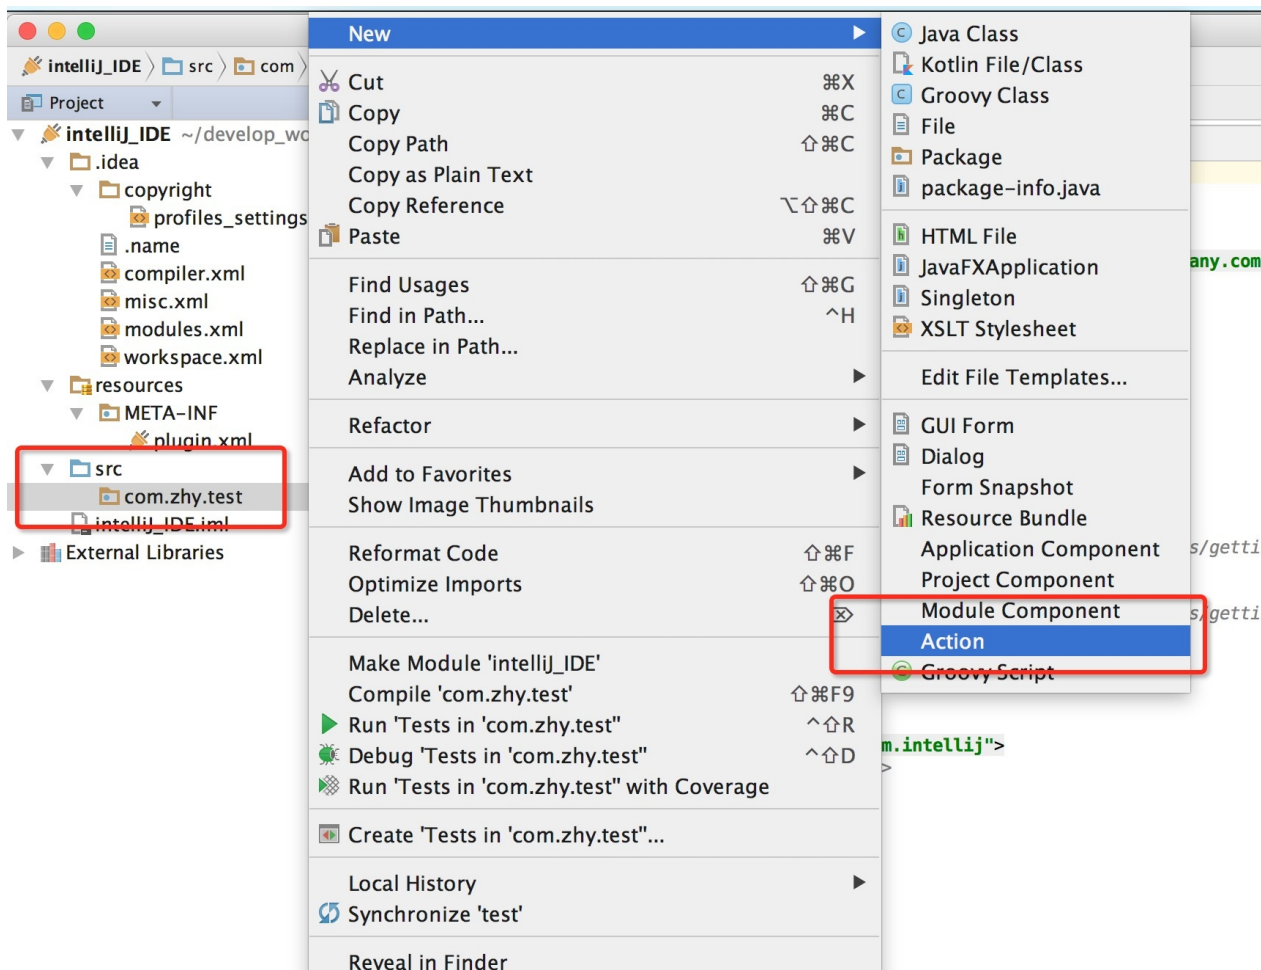 intelliJ_IDE src com
Project
intelliJ_IDE ~/develop_wo
.idea
copyright
profiles_settings
.name
compiler.xml
misc.xml
modules.xml
workspace.xml
resources
META-INF
plugin.xml
src
com.zhy.test
intelliJ_IDE.iml
External Libraries
New
Cut ⌘X
Copy ⌘C
Copy Path ⇧⌘C
Copy as Plain Text
Copy Reference ⌥⇧⌘C
Paste ⌘V
Find Usages ⇧⌘G
Find in Path... ^H
Replace in Path...
Analyze
Refactor
Add to Favorites
Show Image Thumbnails
Reformat Code ⇧⌘F
Optimize Imports ⇧⌘O
Delete... ⌦
Make Module 'intelliJ_IDE'
Compile 'com.zhy.test' ⇧⌘F9
Run 'Tests in 'com.zhy.test'' ^⇧R
Debug 'Tests in 'com.zhy.test'' ^⇧D
Run 'Tests in 'com.zhy.test'' with Coverage
Create 'Tests in 'com.zhy.test''...
Local History
Synchronize 'test'
Reveal in Finder
Java Class
Kotlin File/Class
Groovy Class
File
Package
package-info.java
HTML File
JavaFXApplication
Singleton
XSLT Stylesheet
Edit File Templates...
GUI Form
Dialog
Form Snapshot
Resource Bundle
Application Component
Project Component
Module Component
Action
Groovy Script
any.com
s/getti
s/getti
m.intellij">
>